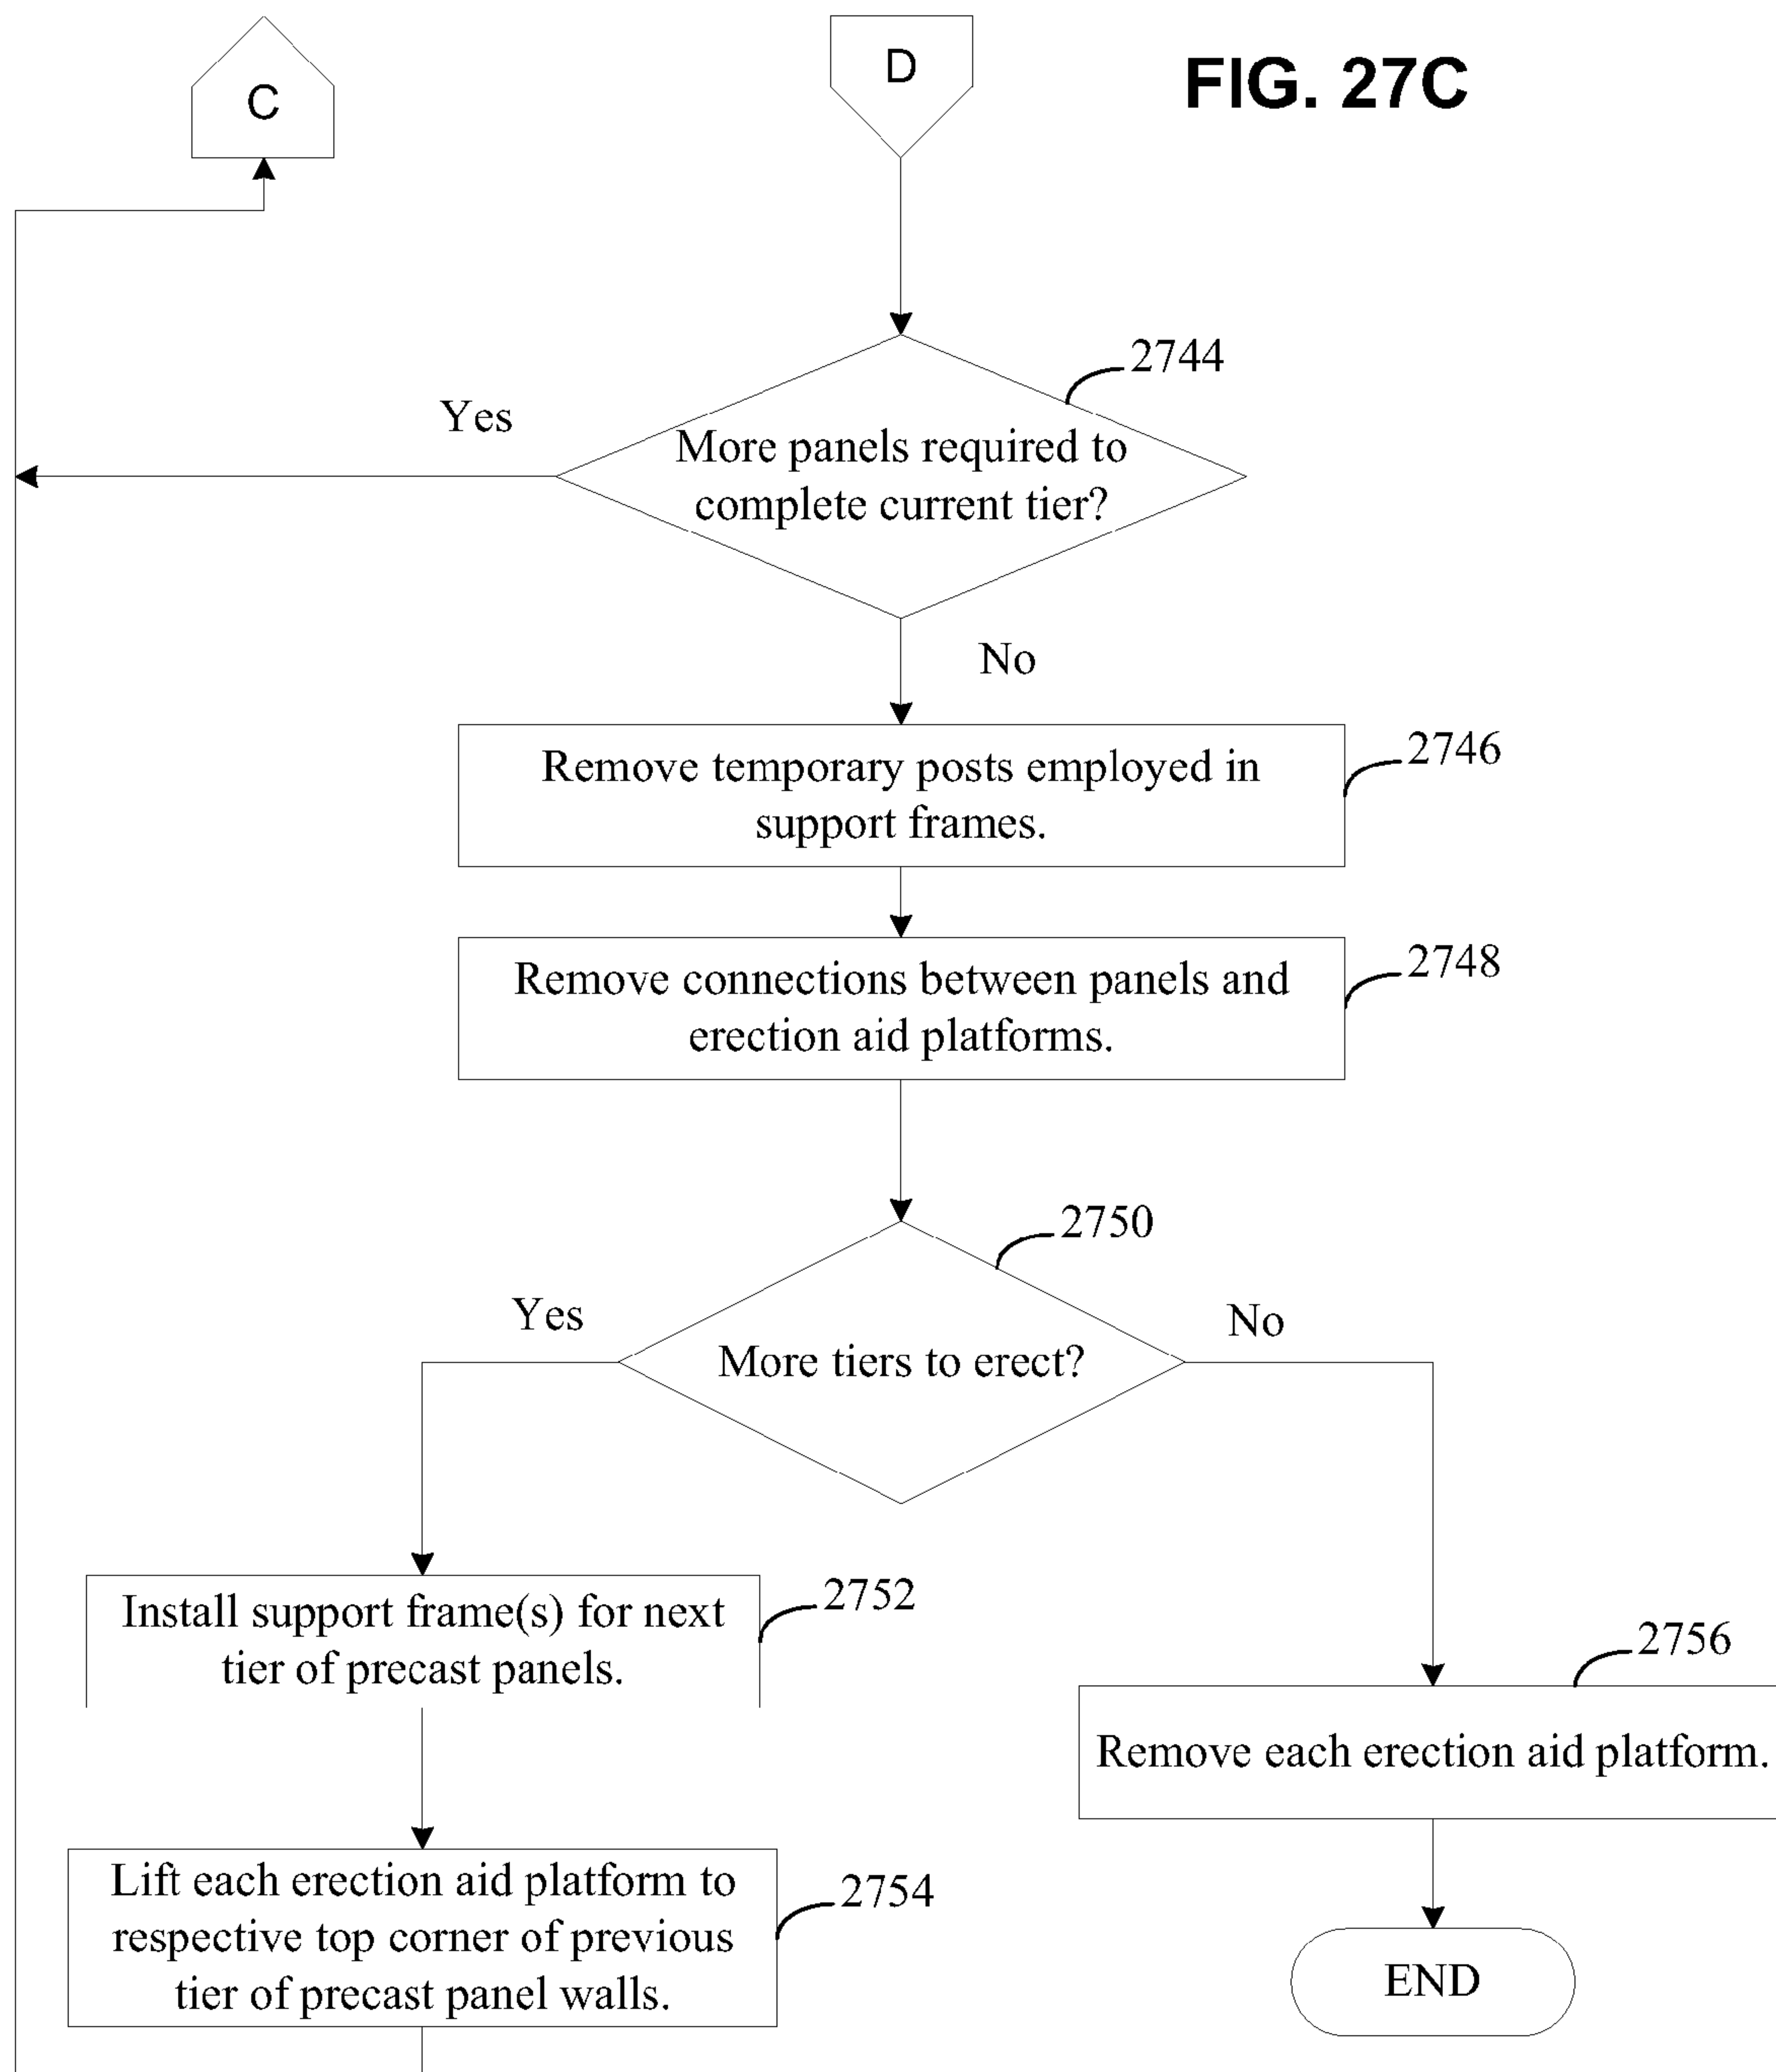 C
D
FIG. 27C
2744
Yes
More panels required to
complete current tier?
No
2746
Remove temporary posts employed in
support frames.
2748
Remove connections between panels and
erection aid platforms.
2750
Yes
No
More tiers to erect?
2752
Install support frame(s) for next
tier of precast panels.
2756
Remove each erection aid platform.
2754
Lift each erection aid platform to
respective top corner of previous
tier of precast panel walls.
END